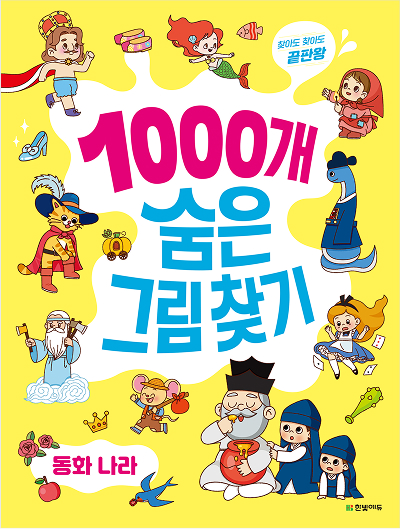 찾아도 찾아도
끝판왕
1000개
숨은
그림 찾기
동화 나라
한빛에듀